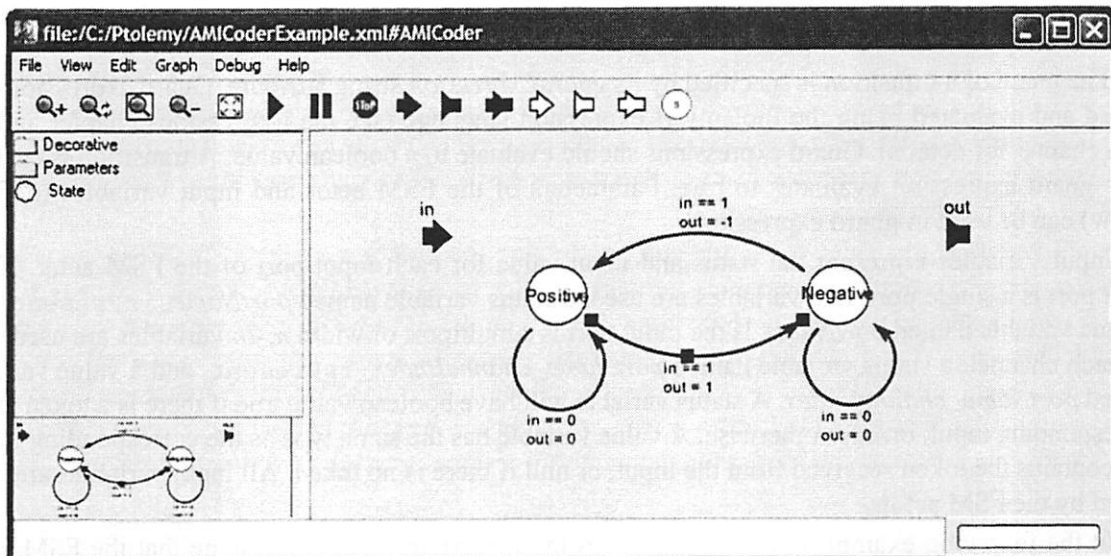 file:/C:/Ptolemy/AMICoderExample.xml#AMICoder
File View Edit Graph Debug Help
STOP
s
Decorative
Parameters
State
in
out
in == 1
out = -1
Positive
Negative
in == 1
out = 1
in == 0
out = 0
in == 0
out = 0